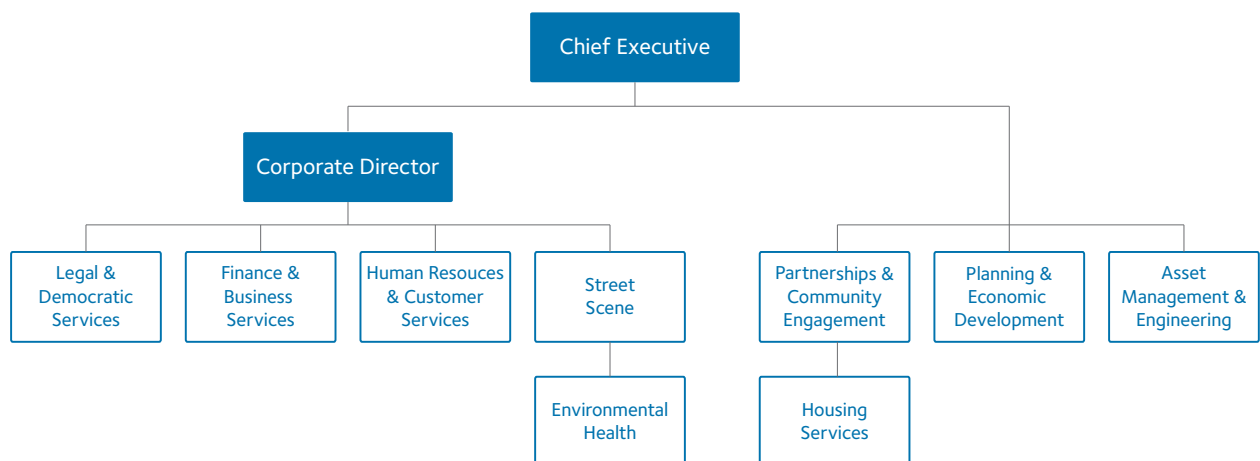 Chief Executive
Corporate Director
Legal &
Democratic
Services
Finance &
Business
Services
Human Resouces
& Customer
Services
Street
Scene
Partnerships &
Community
Engagement
Planning &
Economic
Development
Asset
Management &
Engineering
Environmental
Health
Housing
Services